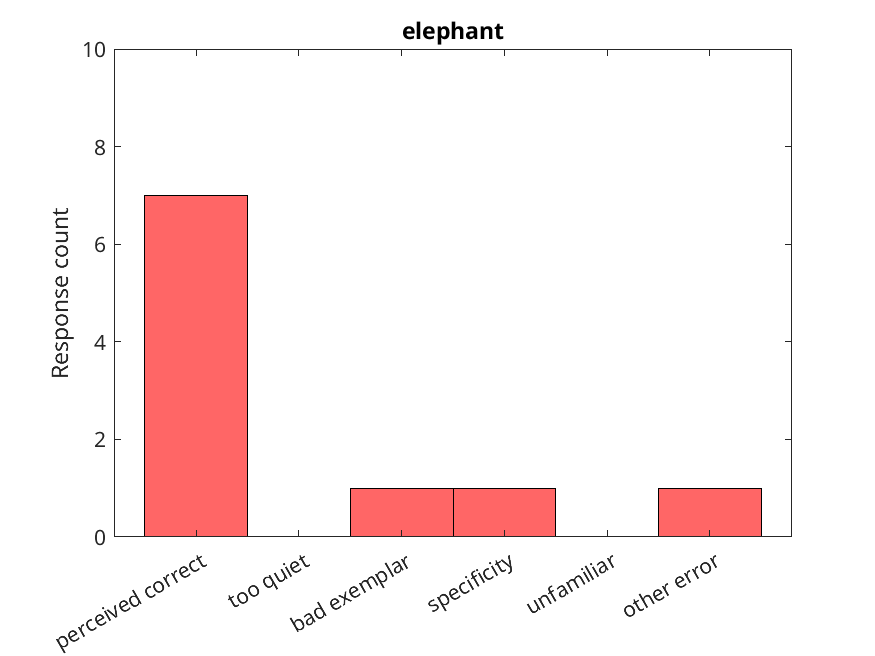 elephant
10
8
6
4
2
0
Response count
perceived correct
too quiet
bad exemplar
specificity
unfamiliar
other error